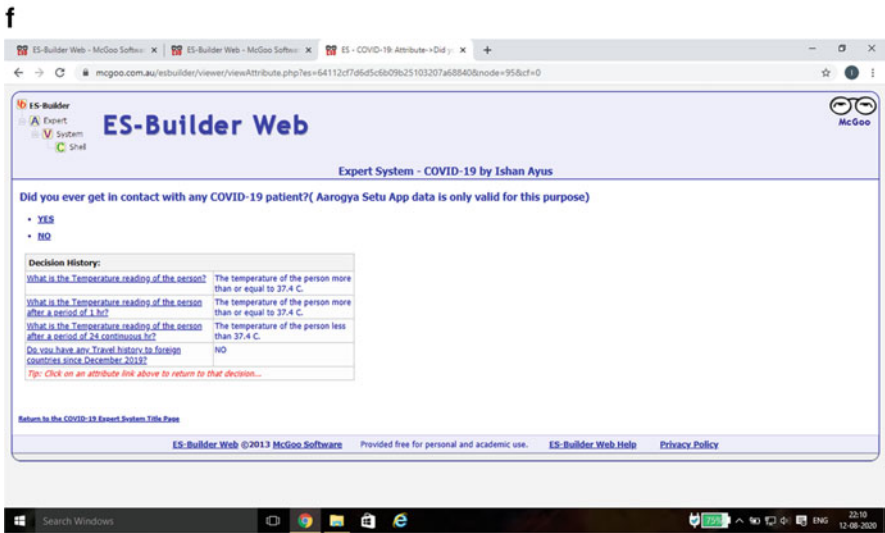 f
ES-Builder Web - McGoo Softwar
ES-Builder Web - McGoo Softwar
ES - COVID-19: Attribute->Did y
mcgoo.com.au/esbuilder/viewer/viewAttribute.php?es=64112cf7d6d5c6b09b25103207a68840&node=95&cf=0
ES-Builder
A Expert
V System
C Shell
ES-Builder Web
McGoo
Expert System - COVID-19 by Ishan Ayus
Did you ever get in contact with any COVID-19 patient?( Aarogya Setu App data is only valid for this purpose)
• YES
• NO
Decision History:
What is the Temperature reading of the person? The temperature of the person more
than or equal to 37.4 C.
What is the Temperature reading of the person The temperature of the person more
after a period of 1 hr? than or equal to 37.4 C.
What is the Temperature reading of the person The temperature of the person less
after a period of 24 continuous hr? than 37.4 C.
Do you have any Travel history to foreign NO
countries since December 2019?
Tip: Click on an attribute link above to return to that decision...
Return to the COVID-19 Expert System Title Page
ES-Builder Web ©2013 McGoo Software Provided free for personal and academic use. ES-Builder Web Help Privacy Policy
Search Windows
75%
ENG
22:10
12-08-2020